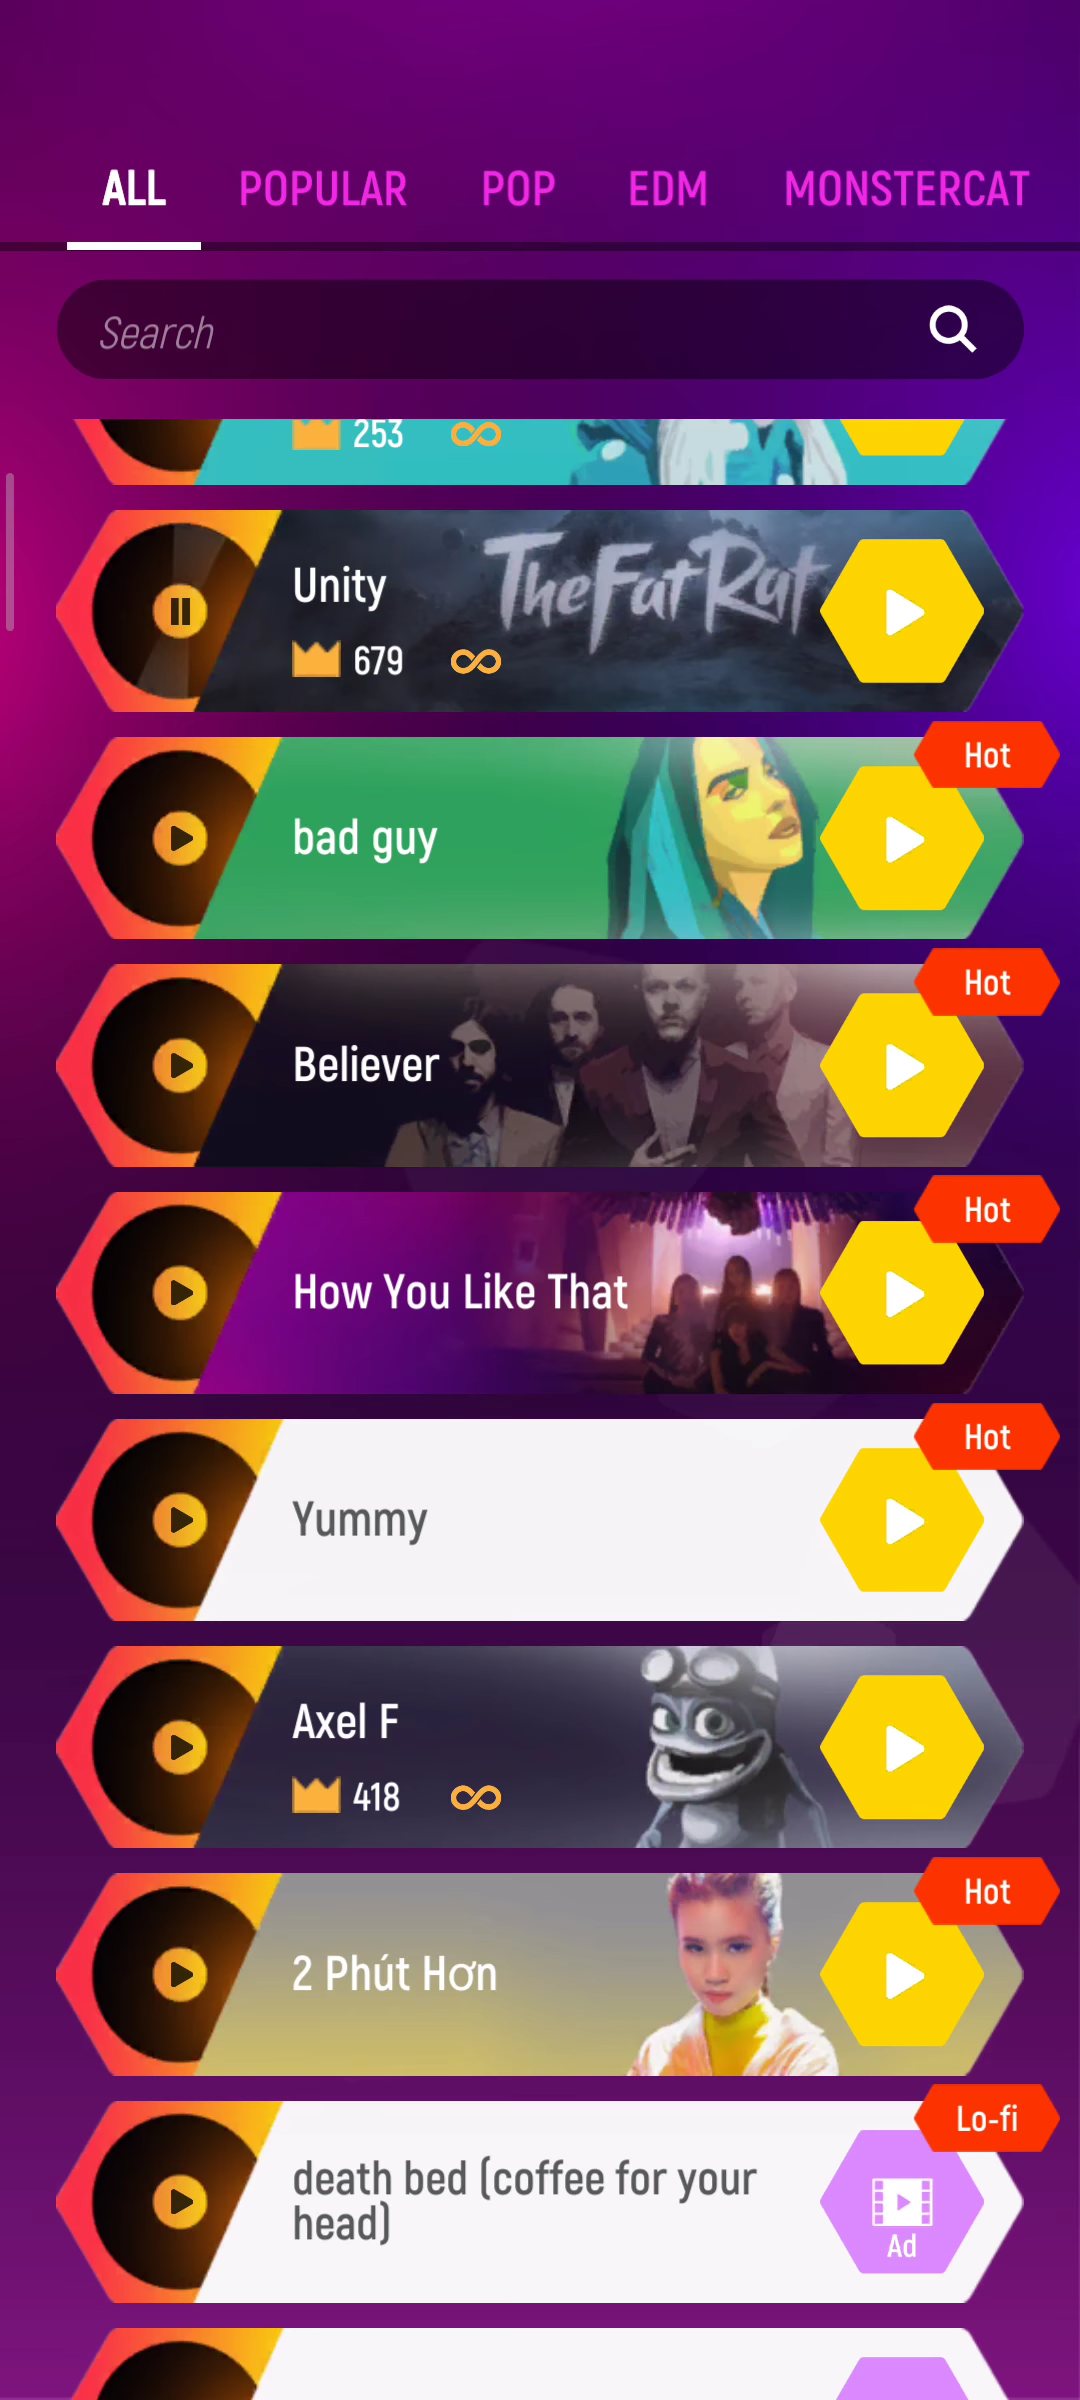 ALL POPULAR POP EDM MONSTERCAT
Search
253
Unity
TheFatRat
679
Hot
bad guy
Hot
Believer
Hot
How You Like That
Hot
Yummy
Axel F
418
Hot
2 Phút Hơn
Lo-fi
death bed (coffee for your
head)
Ad